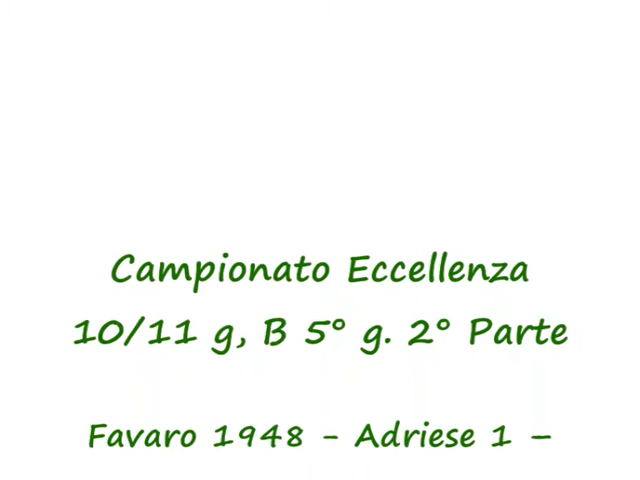 Campionato Eccellenza
10/11 g, B 5° g. 2° Parte
Favaro 1948 - Adriese 1 –